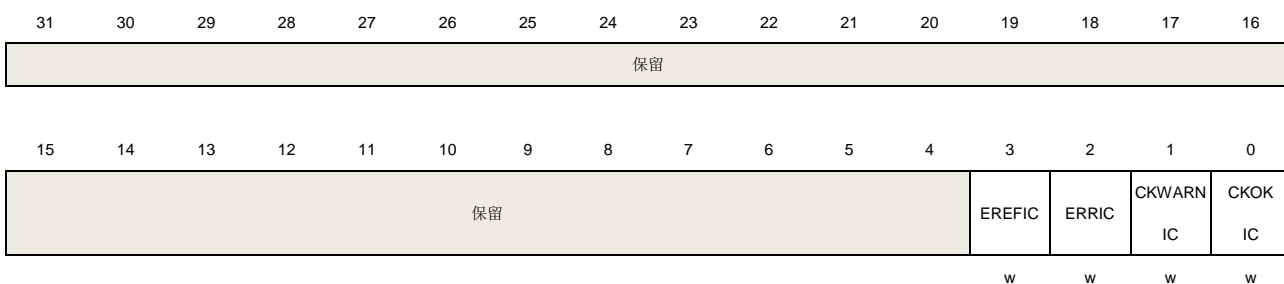 31 30 29 28 27 26 25 24 23 22 21 20 19 18 17 16
保留
15 14 13 12 11 10 9 8 7 6 5 4 3 2 1 0
保留 EREFIC ERRIC CKWARN IC CKOK IC
w w w w